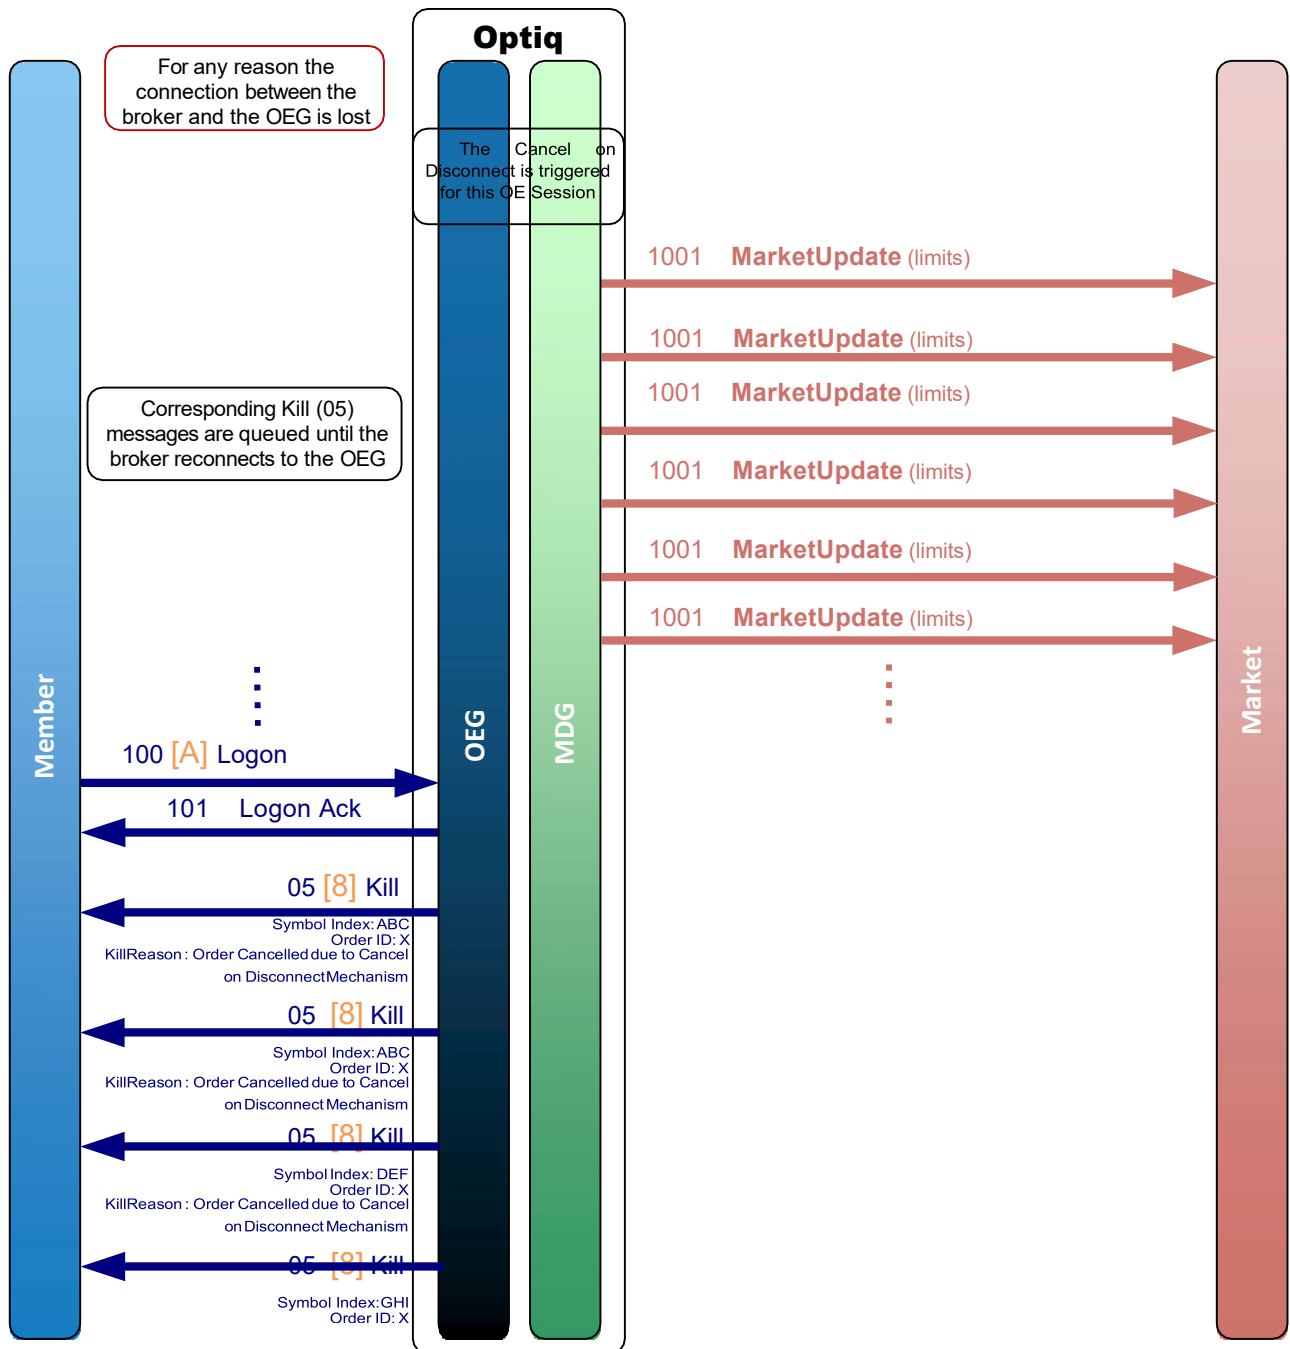 Optiq
For any reason the
connection between the
broker and the OEG is lost
The Cancel on
Disconnect is triggered
for this OE Session
1001 MarketUpdate (limits)
1001 MarketUpdate (limits)
1001 MarketUpdate (limits)
Corresponding Kill (05)
messages are queued until the
broker reconnects to the OEG
1001 MarketUpdate (limits)
1001 MarketUpdate (limits)
1001 MarketUpdate (limits)
Member
OEG
MDG
Market
100 [A] Logon
101 Logon Ack
05 [8] Kill
Symbol Index: ABC
Order ID: X
KillReason : Order Cancelled due to Cancel
on Disconnect Mechanism
05 [8] Kill
Symbol Index: ABC
Order ID: X
KillReason : Order Cancelled due to Cancel
on Disconnect Mechanism
05 [8] Kill
Symbol Index: DEF
Order ID: X
KillReason : Order Cancelled due to Cancel
on Disconnect Mechanism
05 [8] Kill
Symbol Index: GHI
Order ID: X